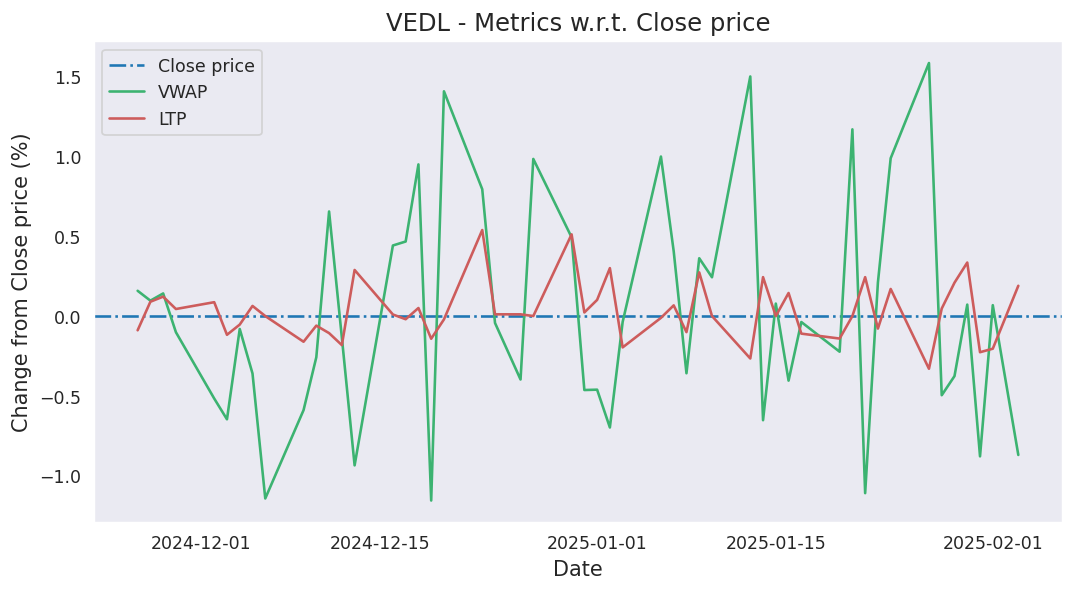 VEDL - Metrics w.r.t. Close price
Close price
VWAP
LTP
Change from Close price (%)
1.5
1.0
0.5
0.0
−0.5
−1.0
2024-12-01
2024-12-15
2025-01-01
2025-01-15
2025-02-01
Date